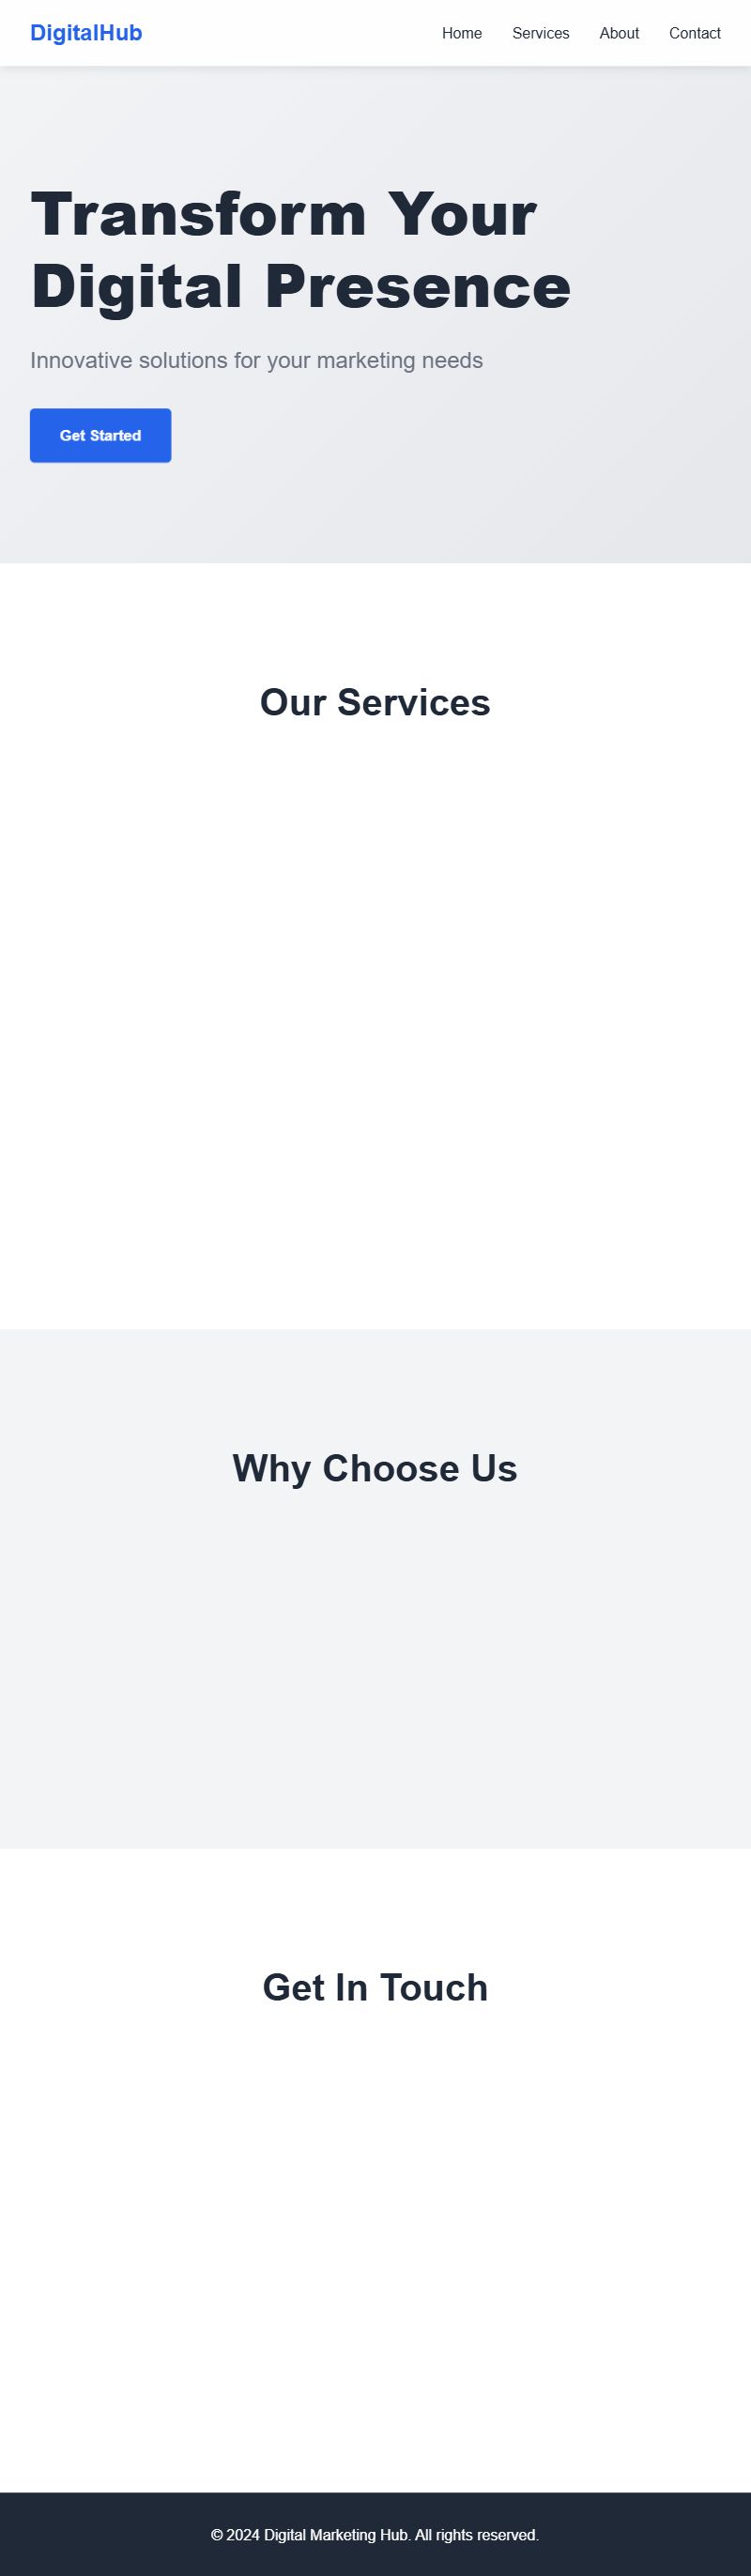 DigitalHub
Home Services About Contact
Transform Your
Digital Presence
Innovative solutions for your marketing needs
Get Started
Our Services
Why Choose Us
Get In Touch
© 2024 Digital Marketing Hub. All rights reserved.